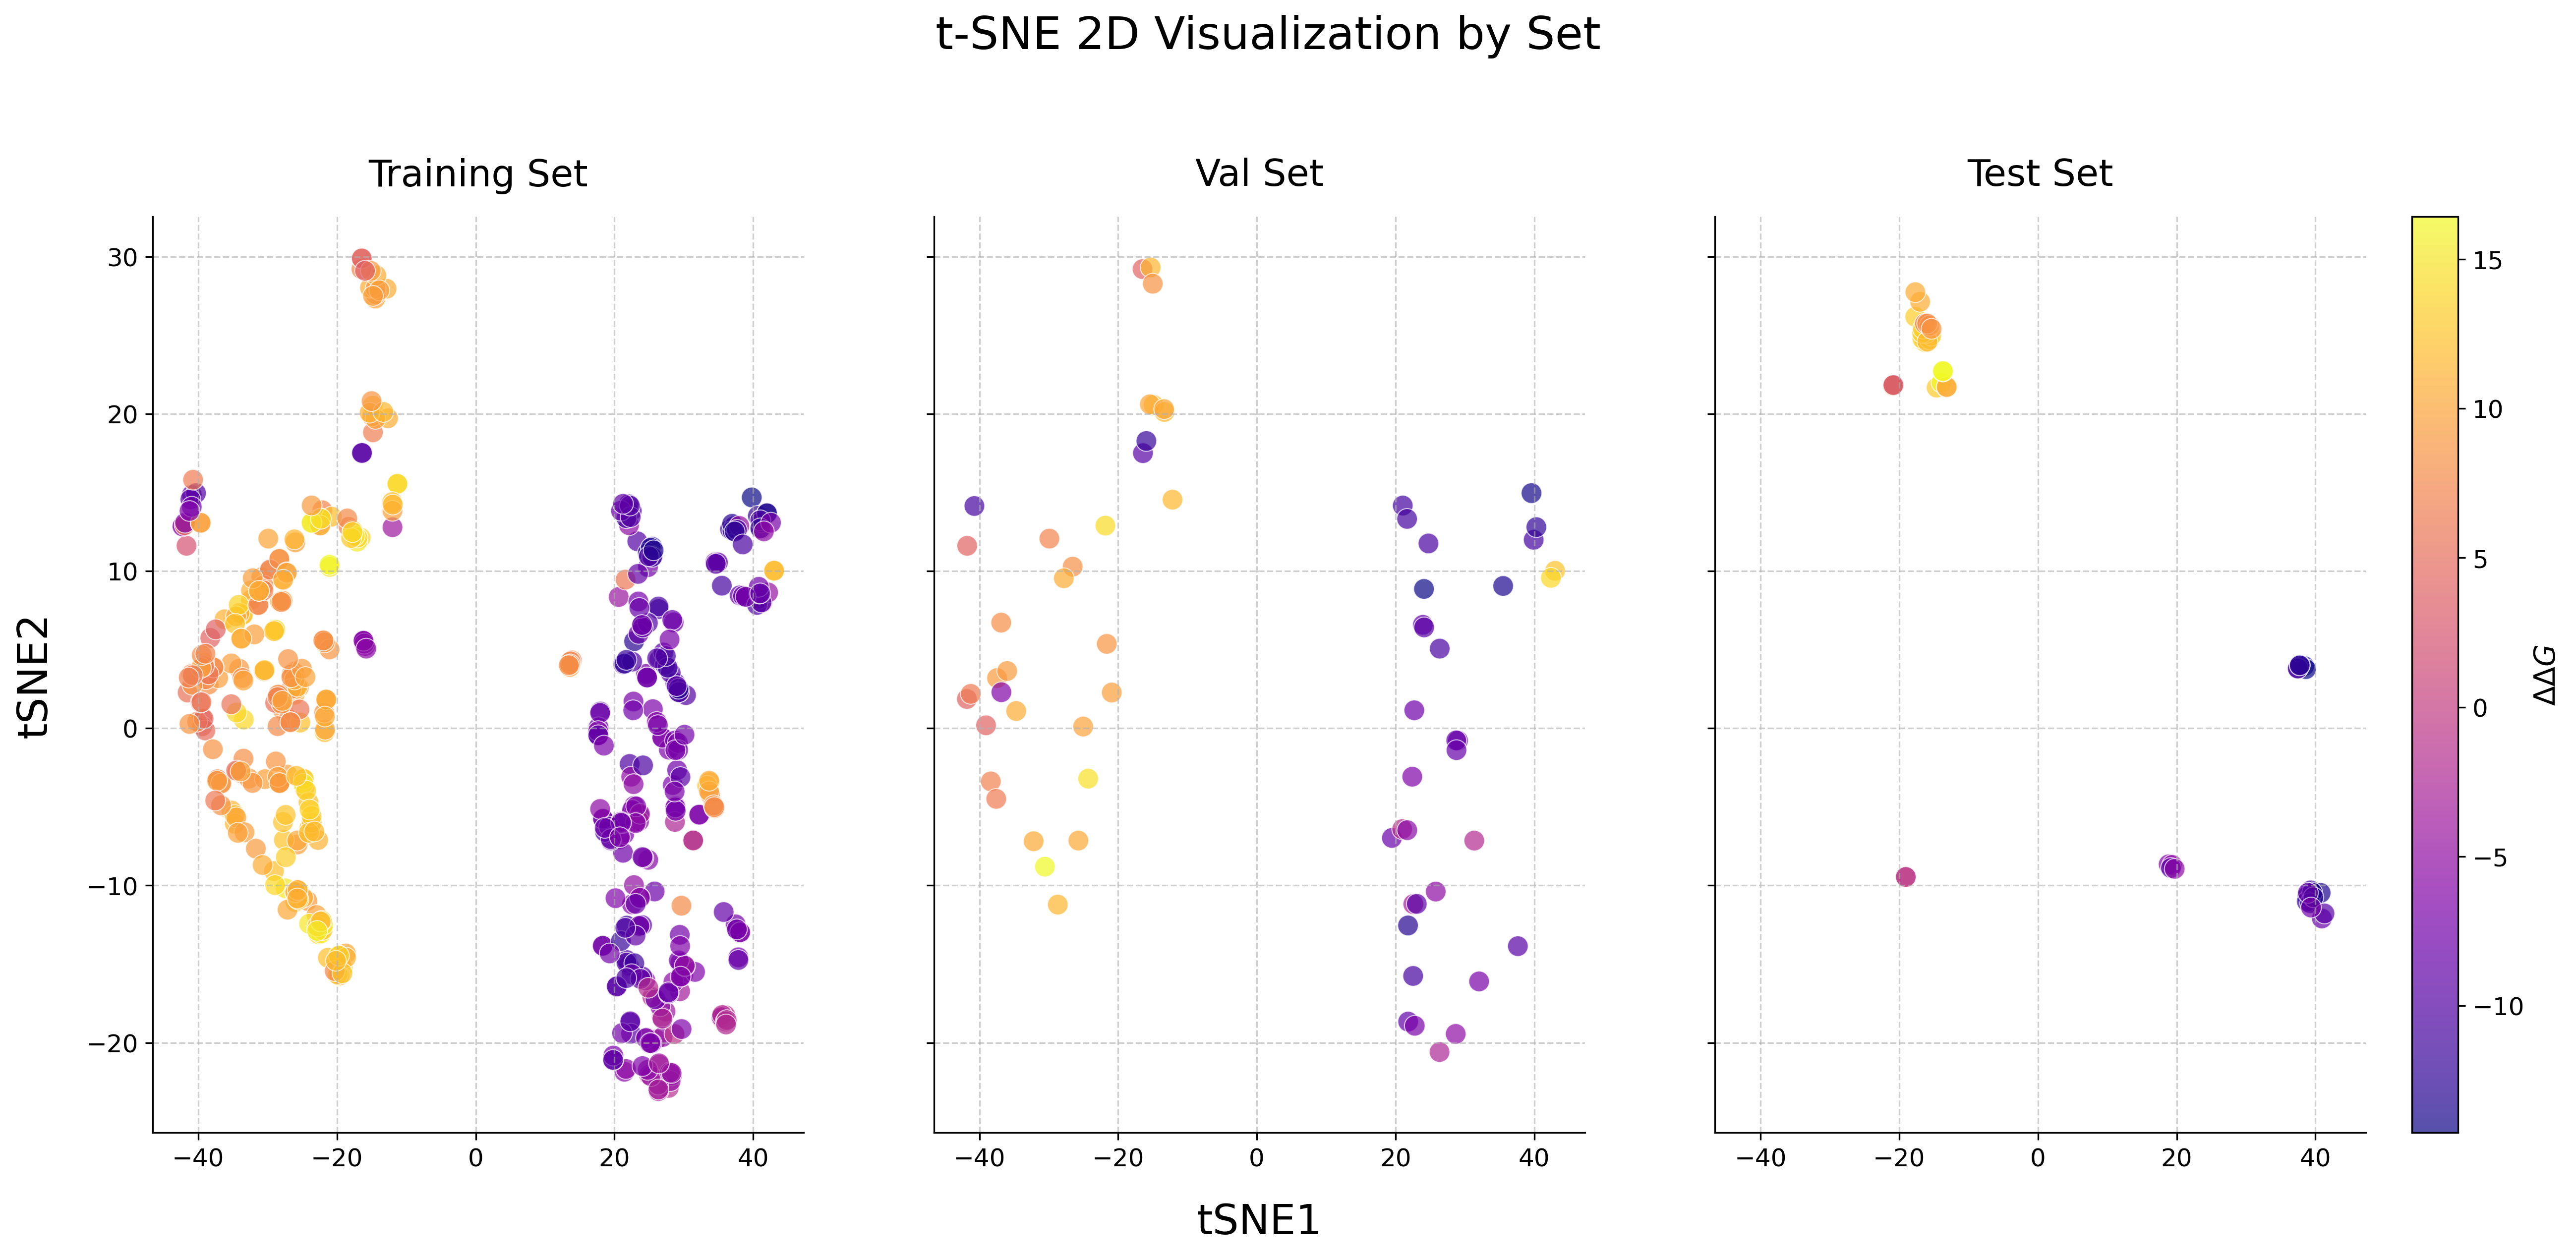 t-SNE 2D Visualization by Set
Training Set
Val Set
Test Set
30
20
10
0
−10
−20
tSNE2
−40 −20 0 20 40
−40 −20 0 20 40
−40 −20 0 20 40
tSNE1
15
10
5
0
−5
−10
ΔΔG